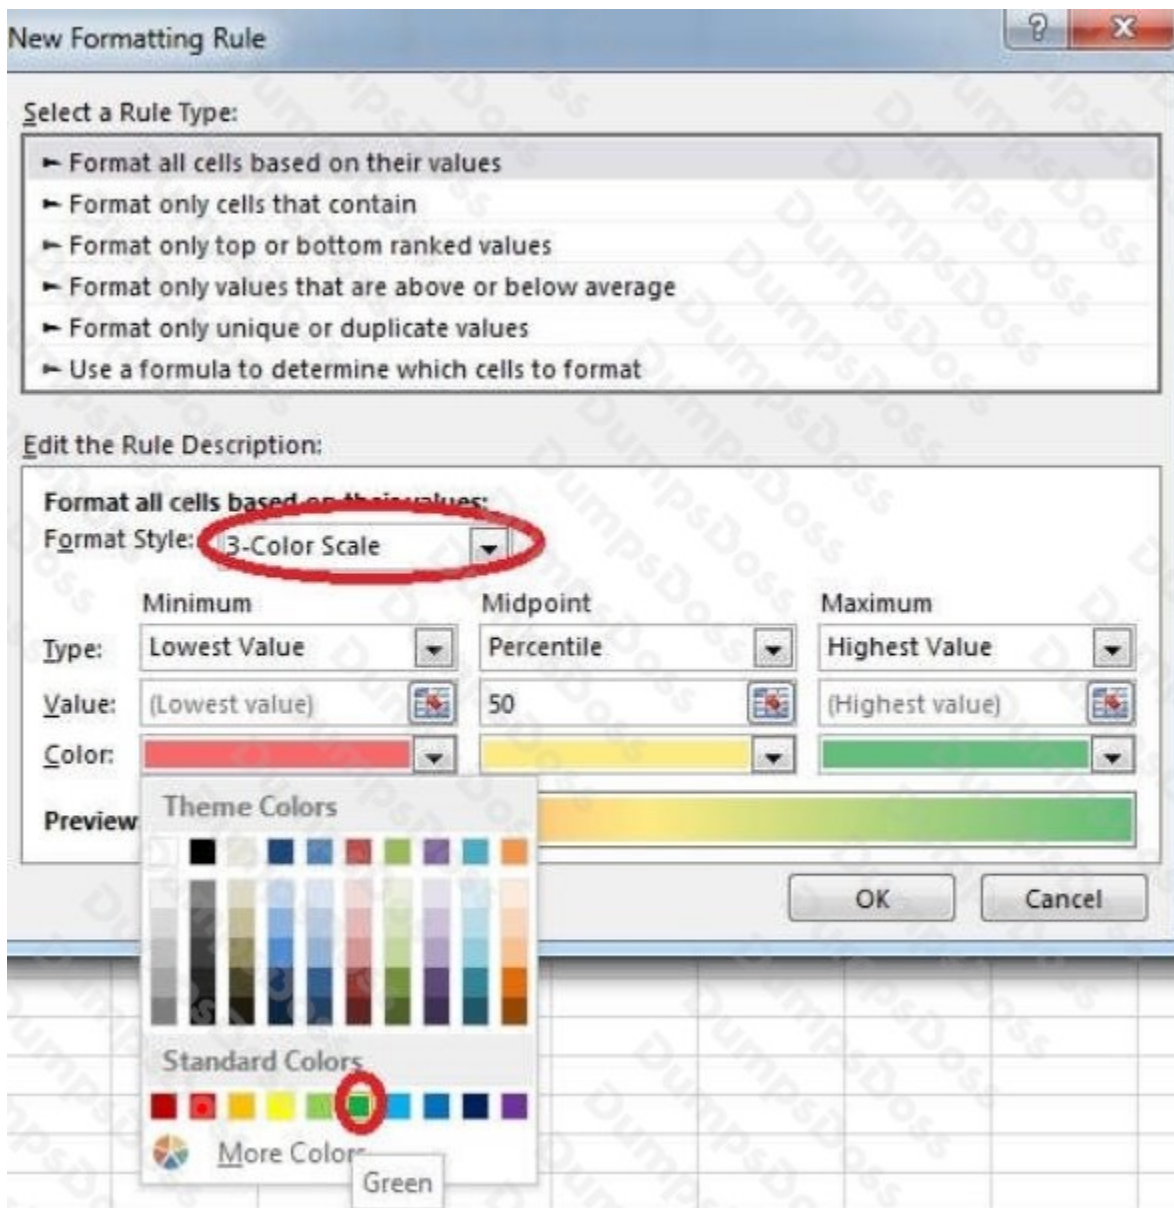 New Formatting Rule
Select a Rule Type:
► Format all cells based on their values
► Format only cells that contain
► Format only top or bottom ranked values
► Format only values that are above or below average
► Format only unique or duplicate values
► Use a formula to determine which cells to format
Edit the Rule Description:
Format all cells based on their values:
Format Style: 3-Color Scale
Minimum Midpoint Maximum
Type: Lowest Value Percentile Highest Value
Value: (Lowest value) 50 (Highest value)
Color:
Theme Colors
Preview
OK Cancel
Standard Colors
More Colors
Green
DumpsDoss